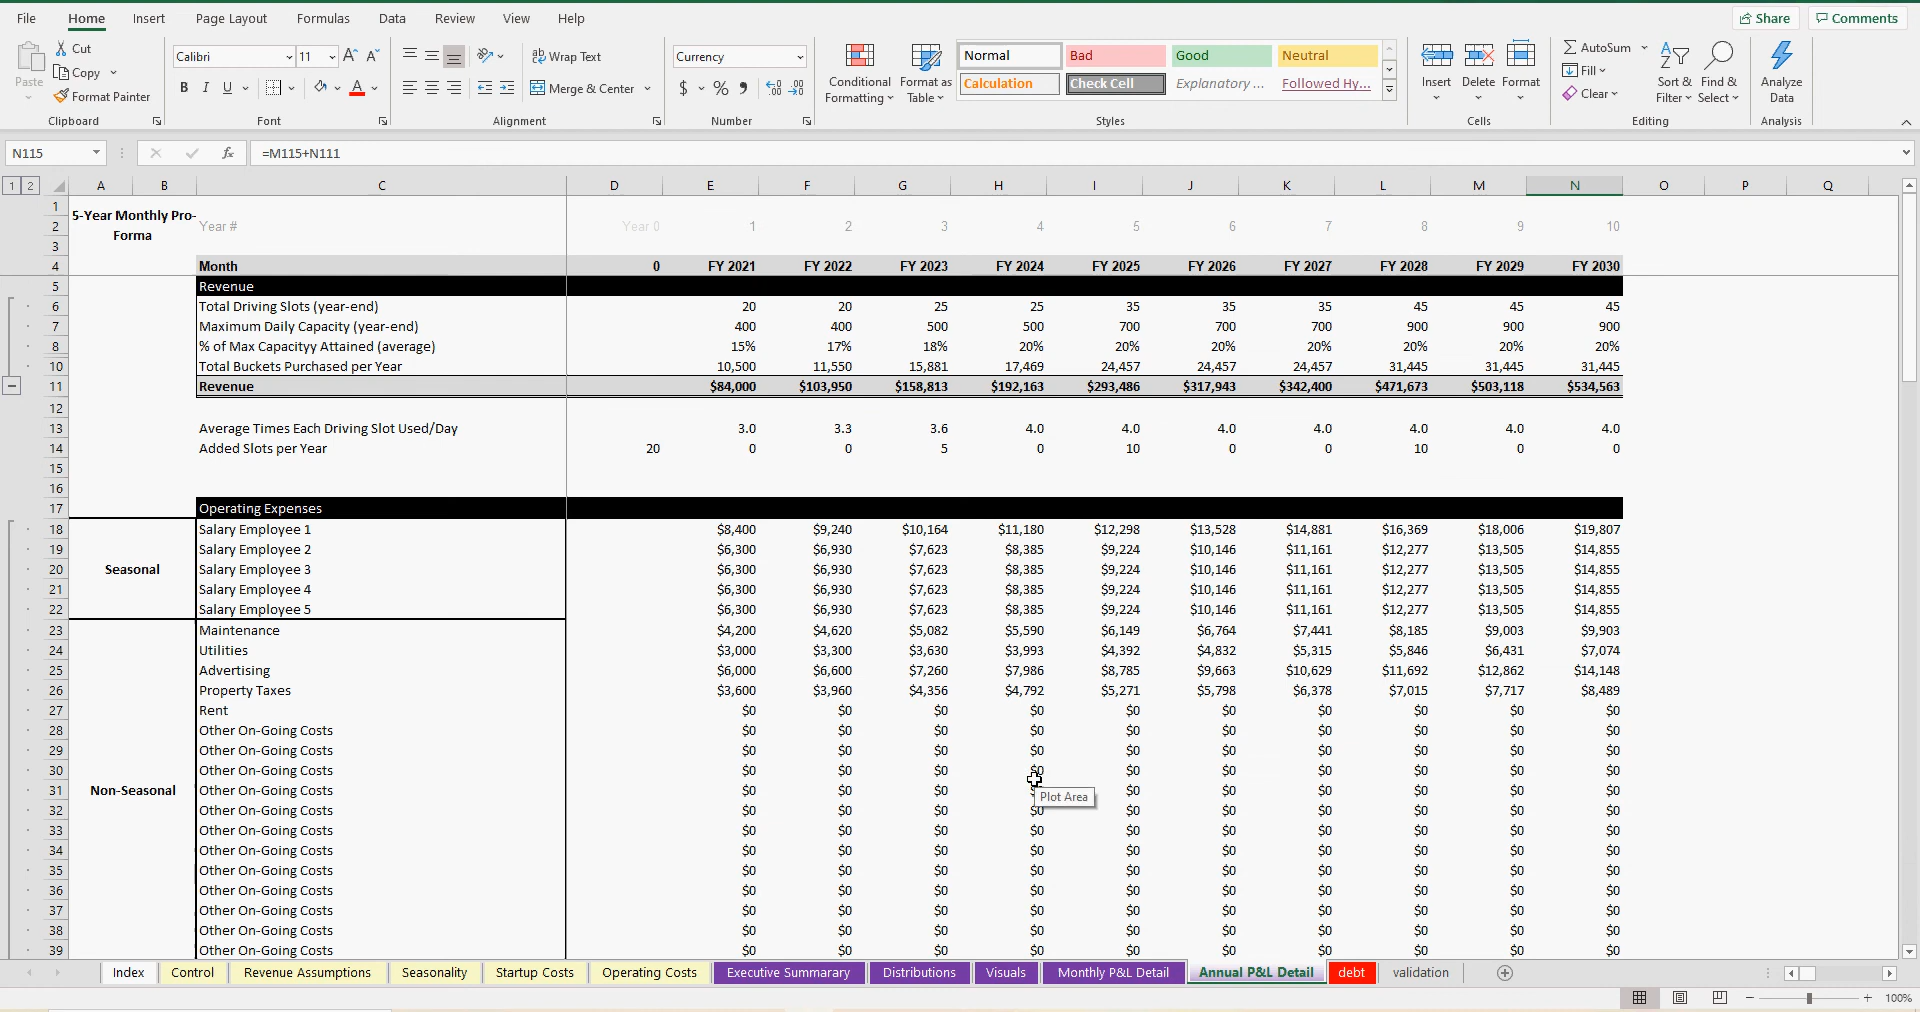 File Home Insert Page Layout Formulas Data Review View Help Share Comments
Cut
Copy
Format Painter
Paste
Clipboard
Calibri 11
B I U
Font
Wrap Text
Merge & Center
Alignment
Currency
$ % 9
Number
Conditional Formatting
Format as Table
Normal Bad Good Neutral
Calculation Check Cell Explanatory ... Followed Hy...
Styles
Insert Delete Format
Cells
AutoSum
Fill
Clear
Sort & Filter
Find & Select
Editing
Analyze Data
Analysis
N115 fx =M115+N111
1 2 A B C D E F G H I J K L M N O P Q
1
2 5-Year Monthly Pro-Forma Year # Year 0 1 2 3 4 5 6 7 8 9 10
3
4 Month 0 FY 2021 FY 2022 FY 2023 FY 2024 FY 2025 FY 2026 FY 2027 FY 2028 FY 2029 FY 2030
5 Revenue
6 Total Driving Slots (year-end) 20 20 25 25 35 35 35 45 45 45
7 Maximum Daily Capacity (year-end) 400 400 500 500 700 700 700 900 900 900
8 % of Max Capacityy Attained (average) 15% 17% 18% 20% 20% 20% 20% 20% 20% 20%
10 Total Buckets Purchased per Year 10,500 11,550 15,881 17,469 24,457 24,457 24,457 31,445 31,445 31,445
11 Revenue $84,000 $103,950 $158,813 $192,163 $293,486 $317,943 $342,400 $471,673 $503,118 $534,563
12
13 Average Times Each Driving Slot Used/Day 3.0 3.3 3.6 4.0 4.0 4.0 4.0 4.0 4.0 4.0
14 Added Slots per Year 20 0 0 5 0 10 0 0 10 0 0
15
16
17 Operating Expenses
18 Salary Employee 1 $8,400 $9,240 $10,164 $11,180 $12,298 $13,528 $14,881 $16,369 $18,006 $19,807
19 Salary Employee 2 $6,300 $6,930 $7,623 $8,385 $9,224 $10,146 $11,161 $12,277 $13,505 $14,855
20 Seasonal Salary Employee 3 $6,300 $6,930 $7,623 $8,385 $9,224 $10,146 $11,161 $12,277 $13,505 $14,855
21 Salary Employee 4 $6,300 $6,930 $7,623 $8,385 $9,224 $10,146 $11,161 $12,277 $13,505 $14,855
22 Salary Employee 5 $6,300 $6,930 $7,623 $8,385 $9,224 $10,146 $11,161 $12,277 $13,505 $14,855
23 Maintenance $4,200 $4,620 $5,082 $5,590 $6,149 $6,764 $7,441 $8,185 $9,003 $9,903
24 Utilities $3,000 $3,300 $3,630 $3,993 $4,392 $4,832 $5,315 $5,846 $6,431 $7,074
25 Advertising $6,000 $6,600 $7,260 $7,986 $8,785 $9,663 $10,629 $11,692 $12,862 $14,148
26 Property Taxes $3,600 $3,960 $4,356 $4,792 $5,271 $5,798 $6,378 $7,015 $7,717 $8,489
27 Rent $0 $0 $0 $0 $0 $0 $0 $0 $0 $0
28 Other On-Going Costs $0 $0 $0 $0 $0 $0 $0 $0 $0 $0
29 Other On-Going Costs $0 $0 $0 $0 $0 $0 $0 $0 $0 $0
30 Other On-Going Costs $0 $0 $0 $0 $0 $0 $0 $0 $0 $0
31 Non-Seasonal Other On-Going Costs $0 $0 $0 Plot Area $0 $0 $0 $0 $0 $0
32 Other On-Going Costs $0 $0 $0 $0 $0 $0 $0 $0 $0 $0
33 Other On-Going Costs $0 $0 $0 $0 $0 $0 $0 $0 $0 $0
34 Other On-Going Costs $0 $0 $0 $0 $0 $0 $0 $0 $0 $0
35 Other On-Going Costs $0 $0 $0 $0 $0 $0 $0 $0 $0 $0
36 Other On-Going Costs $0 $0 $0 $0 $0 $0 $0 $0 $0 $0
37 Other On-Going Costs $0 $0 $0 $0 $0 $0 $0 $0 $0 $0
38 Other On-Going Costs $0 $0 $0 $0 $0 $0 $0 $0 $0 $0
39 Other On-Going Costs $0 $0 $0 $0 $0 $0 $0 $0 $0 $0
Index Control Revenue Assumptions Seasonality Startup Costs Operating Costs Executive Summarary Distributions Visuals Monthly P&L Detail Annual P&L Detail debt validation
100%